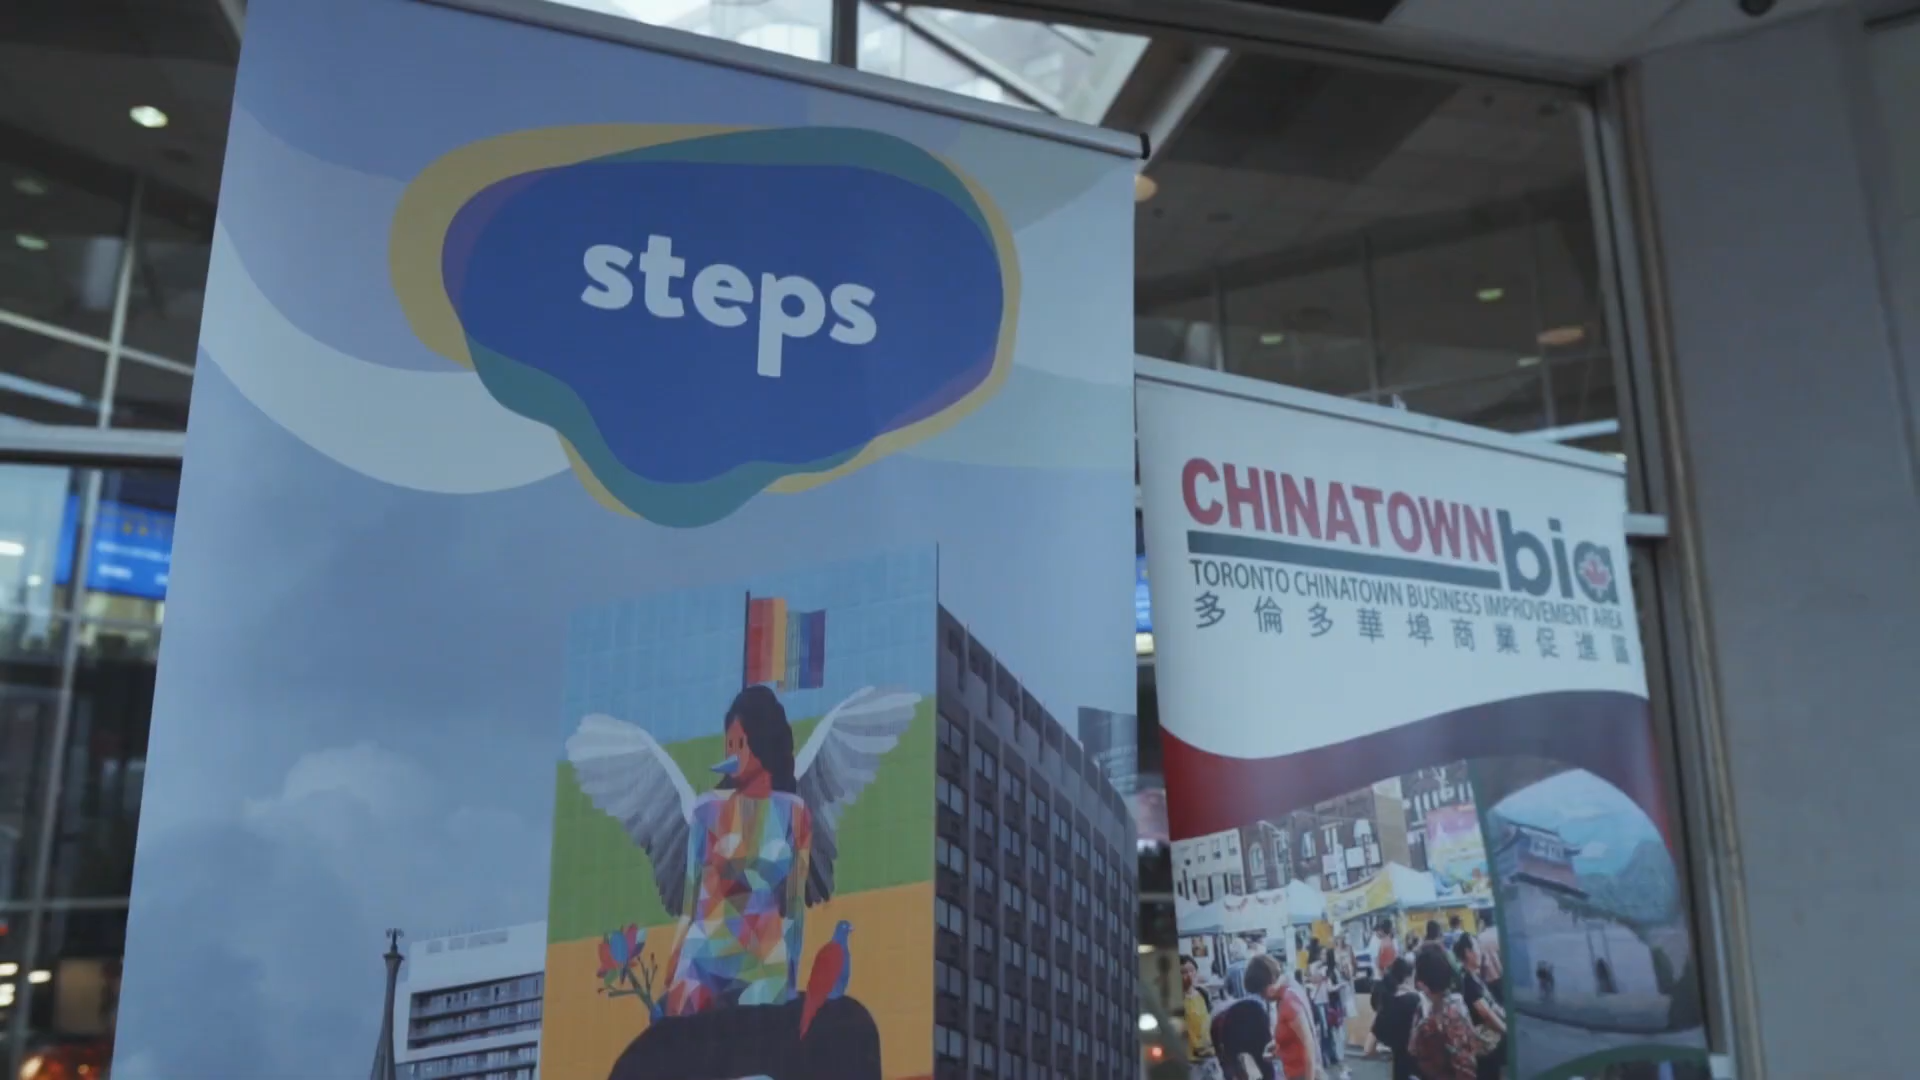 steps
CHINATOWN bia
TORONTO CHINATOWN BUSINESS IMPROVEMENT AREA
多倫多華埠商業促進區